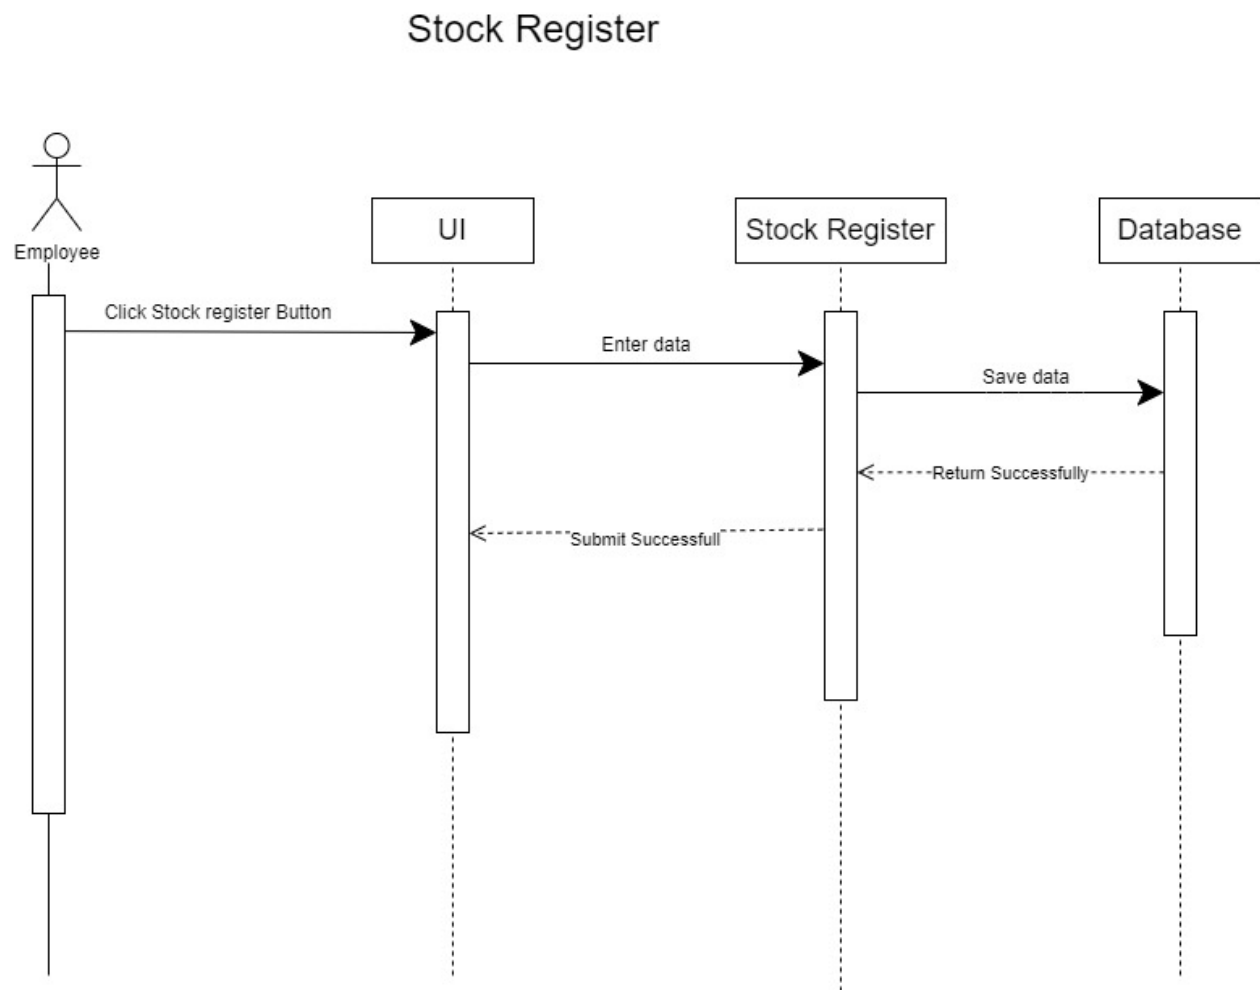 Stock Register
Employee
UI
Stock Register
Database
Click Stock register Button
Enter data
Save data
Return Successfully
Submit Successfull